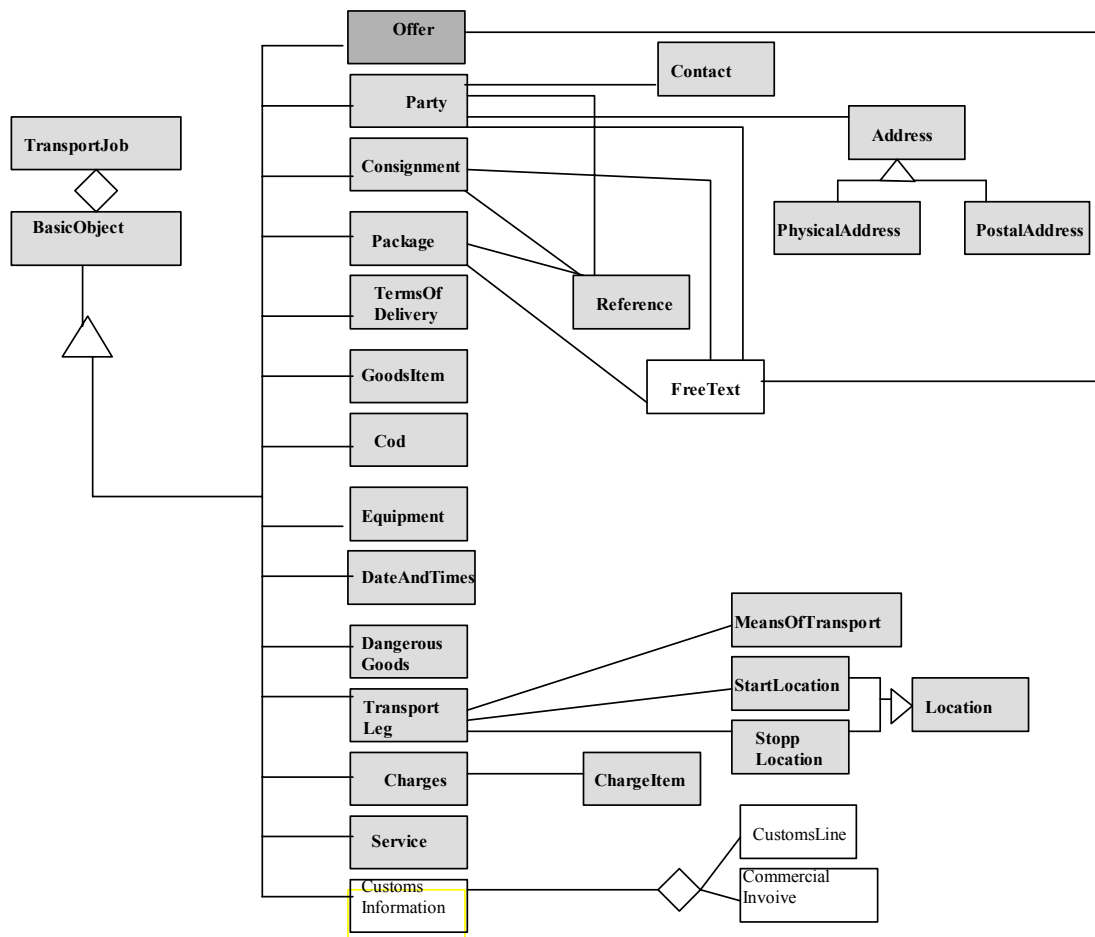 Offer
Contact
Party
Address
TransportJob
Consignment
BasicObject
PhysicalAddress
PostalAddress
Package
Reference
TermsOf
Delivery
GoodsItem
FreeText
Cod
Equipment
DateAndTimes
MeansOfTransport
Dangerous
Goods
StartLocation
Transport
Leg
Location
Stopp
Location
Charges
ChargeItem
Service
CustomsLine
Customs
Information
Commercial
Invoive